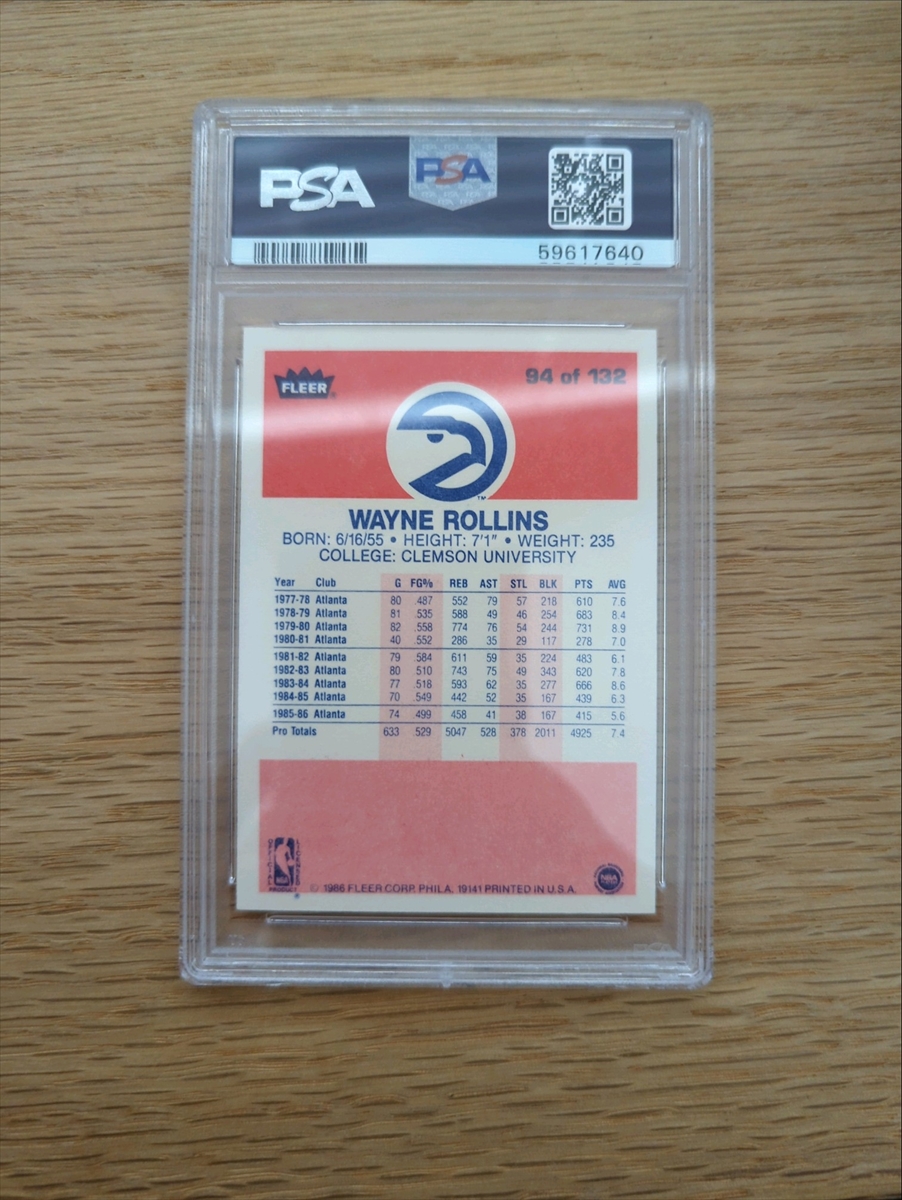 PSA
PSA
59617640
FLEER
94 of 132
WAYNE ROLLINS
BORN: 6/16/55 • HEIGHT: 7'1" • WEIGHT: 235
COLLEGE: CLEMSON UNIVERSITY
Year Club G FG% REB AST STL BLK PTS AVG
1977-78 Atlanta 80 .487 552 79 57 218 610 7.6
1978-79 Atlanta 81 .535 588 49 46 254 683 8.4
1979-80 Atlanta 82 .558 774 76 54 244 731 8.9
1980-81 Atlanta 40 .552 286 35 29 117 278 7.0
1981-82 Atlanta 79 .584 611 59 35 224 483 6.1
1982-83 Atlanta 80 .510 743 75 49 343 620 7.8
1983-84 Atlanta 77 .518 593 62 35 277 666 8.6
1984-85 Atlanta 70 .549 442 52 35 167 439 6.3
1985-86 Atlanta 74 .499 458 41 38 167 415 5.6
Pro Totals 633 .529 5047 528 378 2011 4925 7.4
OFFICIAL LICENSED
NBA
PRODUCT
© 1986 FLEER CORP. PHILA. 19141 PRINTED IN U.S.A.